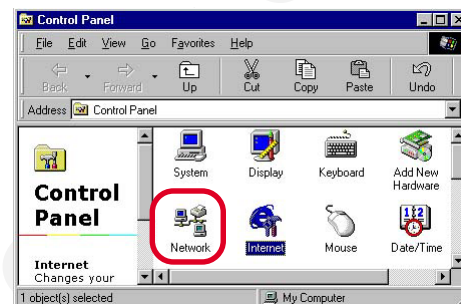 Control Panel
File Edit View Go Favorites Help
Back Forward Up Cut Copy Paste Undo
Address Control Panel
Control
Panel
Internet
Changes your
System Display Keyboard Add New
Hardware
Network Internet Mouse Date/Time
1 object(s) selected My Computer